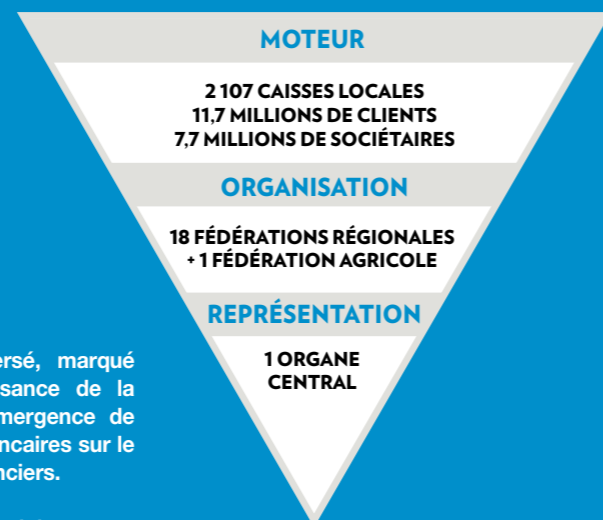 MOTEUR
2 107 CAISSES LOCALES
11,7 MILLIONS DE CLIENTS
7,7 MILLIONS DE SOCIÉTAIRES
ORGANISATION
18 FÉDÉRATIONS RÉGIONALES
+ 1 FÉDÉRATION AGRICOLE
REPRÉSENTATION
1 ORGANE
CENTRAL
ersé, marqué
sance de la
mergence de
ncaires sur le
nciers.